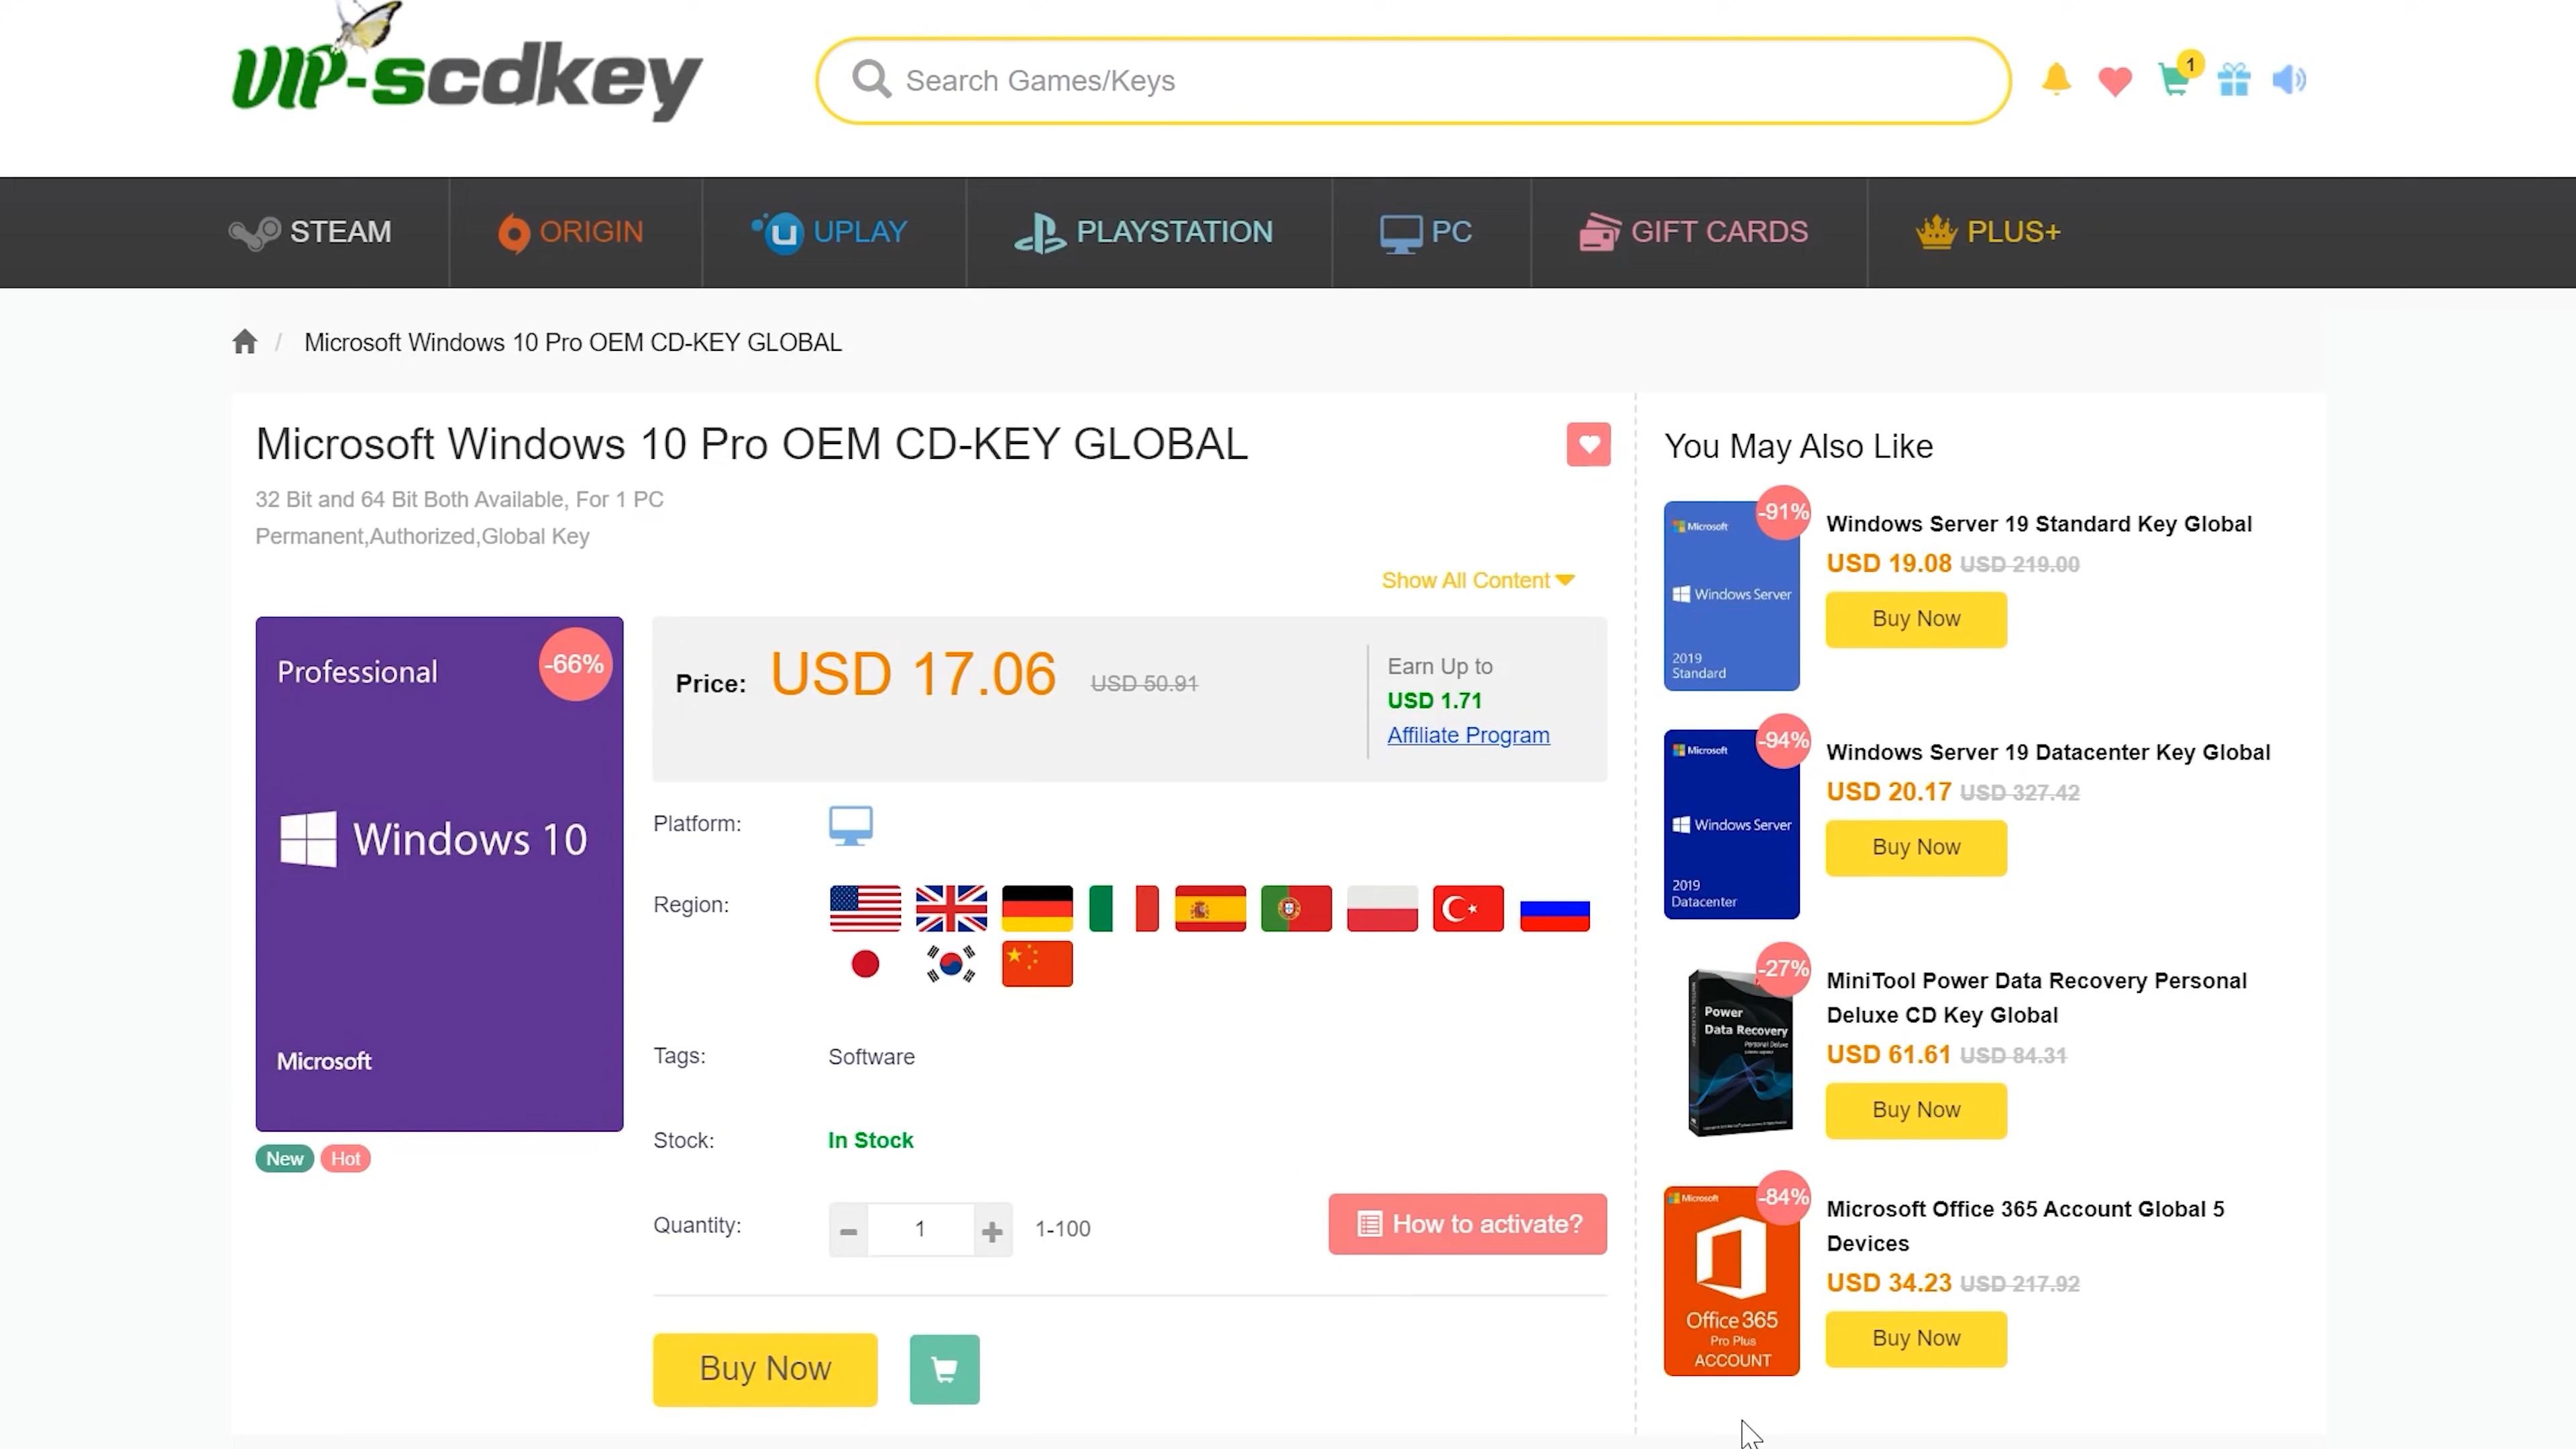 VIP-scdkey
Search Games/Keys
1
STEAM
ORIGIN
UPLAY
PLAYSTATION
PC
GIFT CARDS
PLUS+
Microsoft Windows 10 Pro OEM CD-KEY GLOBAL
Microsoft Windows 10 Pro OEM CD-KEY GLOBAL
32 Bit and 64 Bit Both Available, For 1 PC
Permanent,Authorized,Global Key
Show All Content
Professional
-66%
Windows 10
Microsoft
New Hot
Price: USD 17.06 USD 50.91
Earn Up to
USD 1.71
Affiliate Program
Platform:
Region:
Tags: Software
Stock: In Stock
Quantity: - 1 + 1-100
How to activate?
Buy Now
You May Also Like
Microsoft
-91%
Windows Server
2019
Standard
Windows Server 19 Standard Key Global
USD 19.08 USD 219.00
Buy Now
Microsoft
-94%
Windows Server
2019
Datacenter
Windows Server 19 Datacenter Key Global
USD 20.17 USD 327.42
Buy Now
-27%
Power
Data Recovery
Personal Deluxe
MiniTool Power Data Recovery Personal
Deluxe CD Key Global
USD 61.61 USD 84.31
Buy Now
Microsoft
-84%
Office 365
Pro Plus
ACCOUNT
Microsoft Office 365 Account Global 5
Devices
USD 34.23 USD 217.92
Buy Now